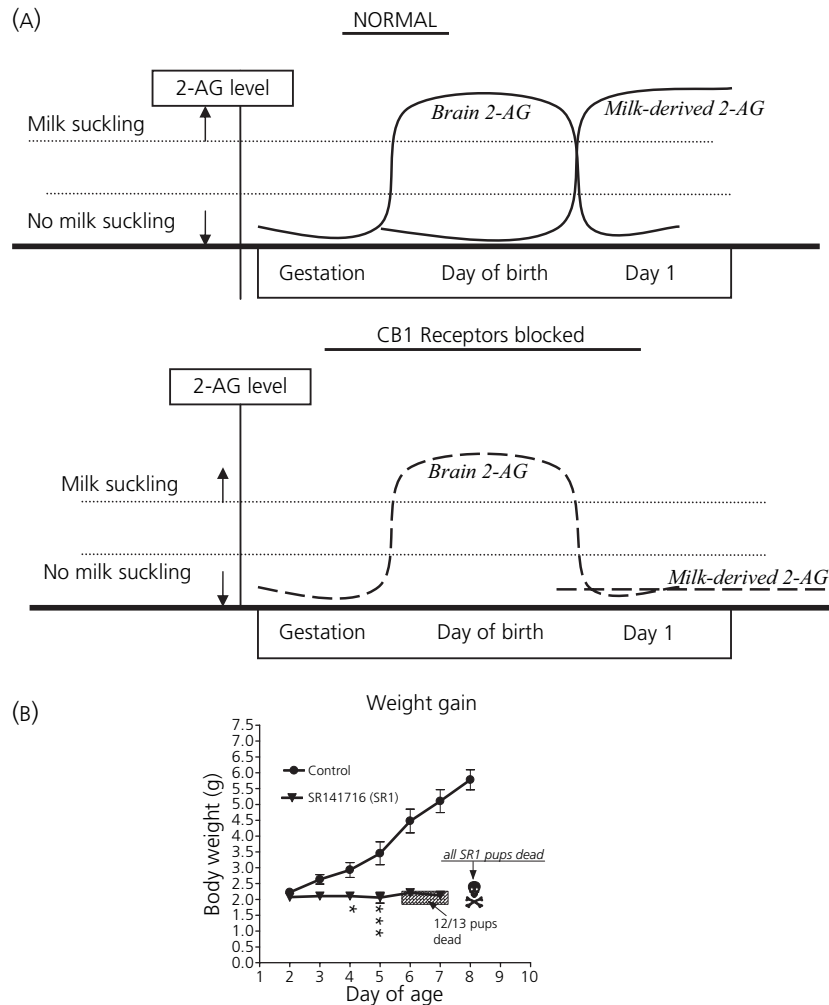 (A)
NORMAL
2-AG level
Brain 2-AG
Milk-derived 2-AG
Milk suckling
No milk suckling
Gestation
Day of birth
Day 1
CB1 Receptors blocked
2-AG level
Milk suckling
Brain 2-AG
No milk suckling
Milk-derived 2-AG
Gestation
Day of birth
Day 1
(B)
Weight gain
Body weight (g)
7.5
7.0
6.5
6.0
5.5
5.0
4.5
4.0
3.5
3.0
2.5
2.0
1.5
1.0
0.5
0.0
Control
SR141716 (SR1)
all SR1 pups dead
*
***
12/13 pups
dead
1 2 3 4 5 6 7 8 9 10
Day of age